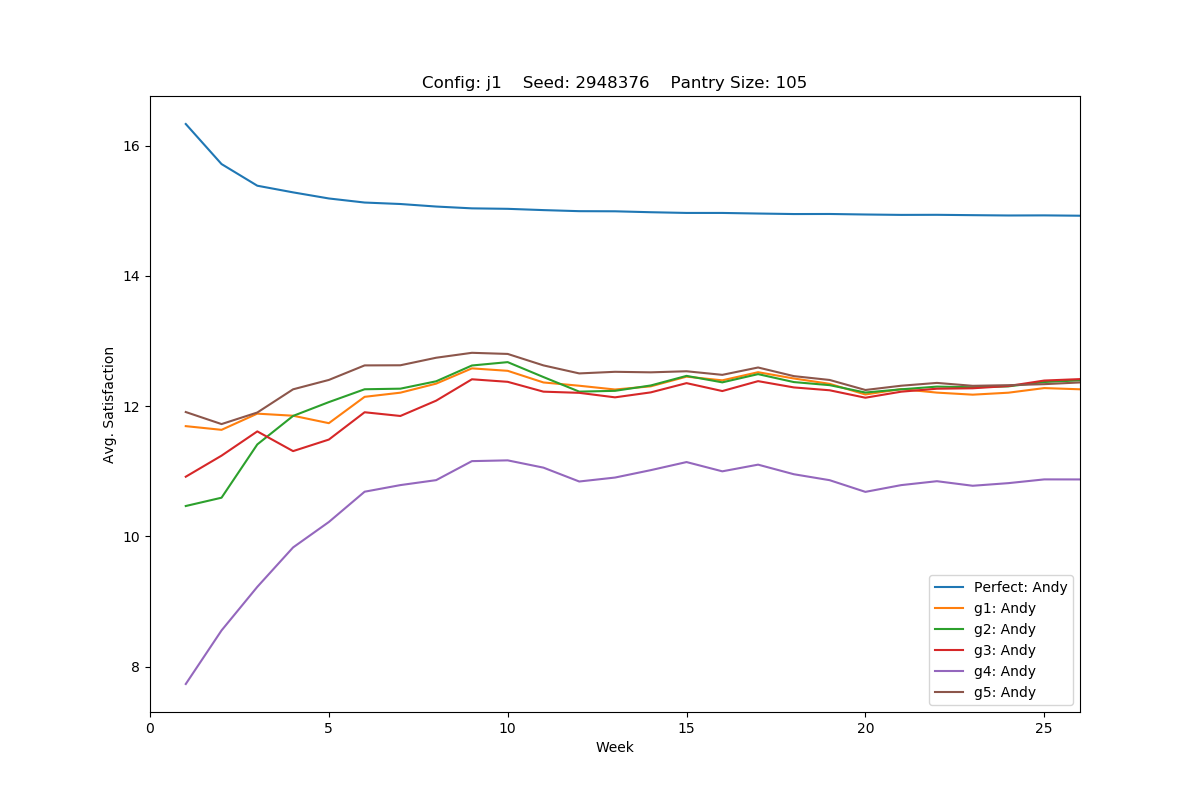 Config: j1    Seed: 2948376    Pantry Size: 105
Avg. Satisfaction
16
14
12
10
8
0 5 10 15 20 25
Week
Perfect: Andy
g1: Andy
g2: Andy
g3: Andy
g4: Andy
g5: Andy